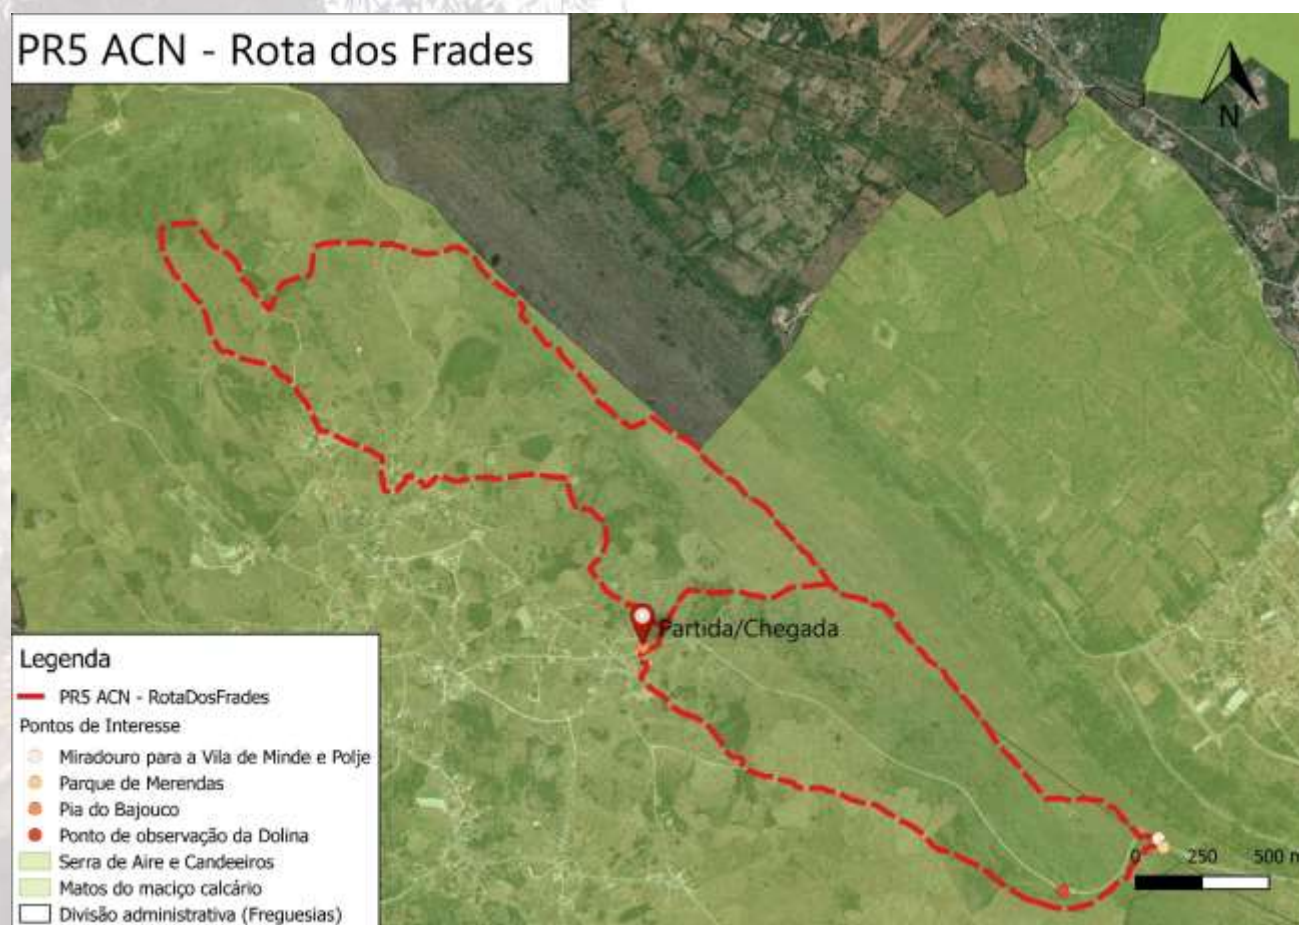 PR5 ACN - Rota dos Frades
N
Partida/Chegada
Legenda
PR5 ACN - RotaDosFrades
Pontos de Interesse
Miradouro para a Vila de Minde e Polje
Parque de Merendas
Pia do Bajouco
Ponto de observação da Dolina
Serra de Aire e Candeeiros
Matos do maciço calcário
Divisão administrativa (Freguesias)
0 250 500 m